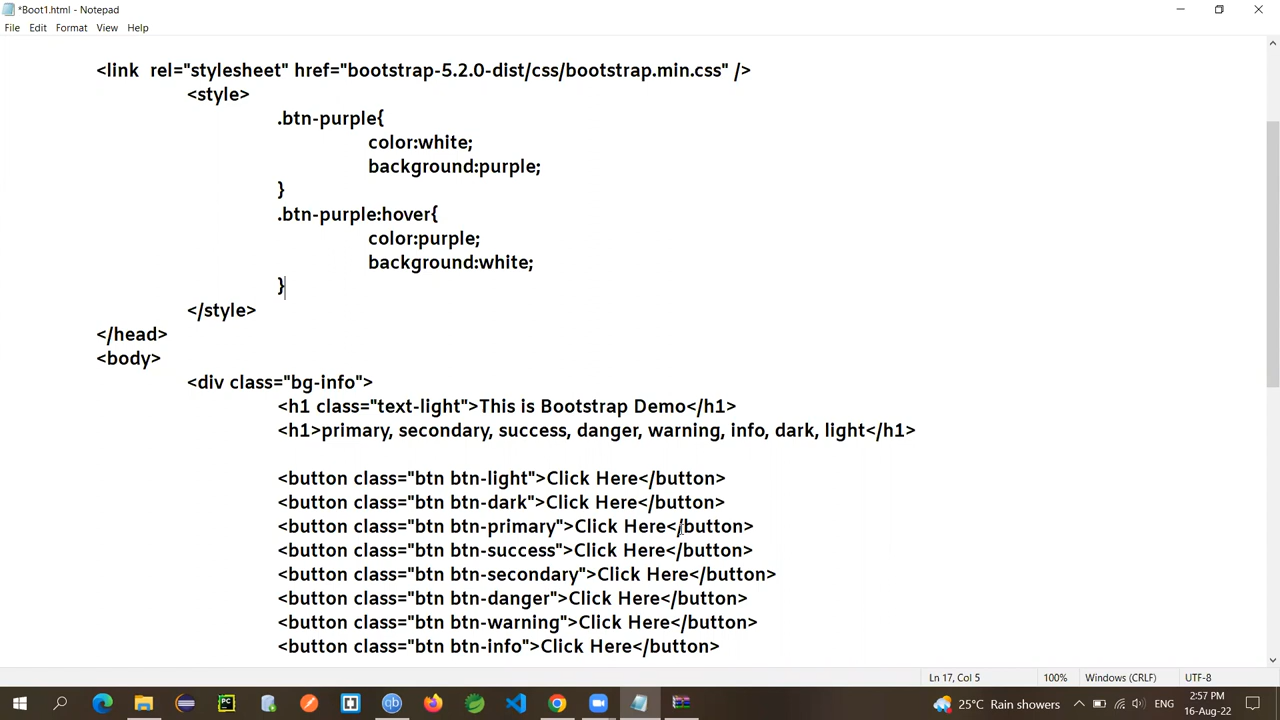 *Boot1.html - Notepad
File Edit Format View Help
<link  rel="stylesheet" href="bootstrap-5.2.0-dist/css/bootstrap.min.css" />
<style>
.btn-purple{
color:white;
background:purple;
}
.btn-purple:hover{
color:purple;
background:white;
}
</style>
</head>
<body>
<div class="bg-info">
<h1 class="text-light">This is Bootstrap Demo</h1>
<h1>primary, secondary, success, danger, warning, info, dark, light</h1>
<button class="btn btn-light">Click Here</button>
<button class="btn btn-dark">Click Here</button>
<button class="btn btn-primary">Click Here</button>
<button class="btn btn-success">Click Here</button>
<button class="btn btn-secondary">Click Here</button>
<button class="btn btn-danger">Click Here</button>
<button class="btn btn-warning">Click Here</button>
<button class="btn btn-info">Click Here</button>
Ln 17, Col 5 100% Windows (CRLF) UTF-8
PC qb 25°C Rain showers ENG 2:57 PM
16-Aug-22